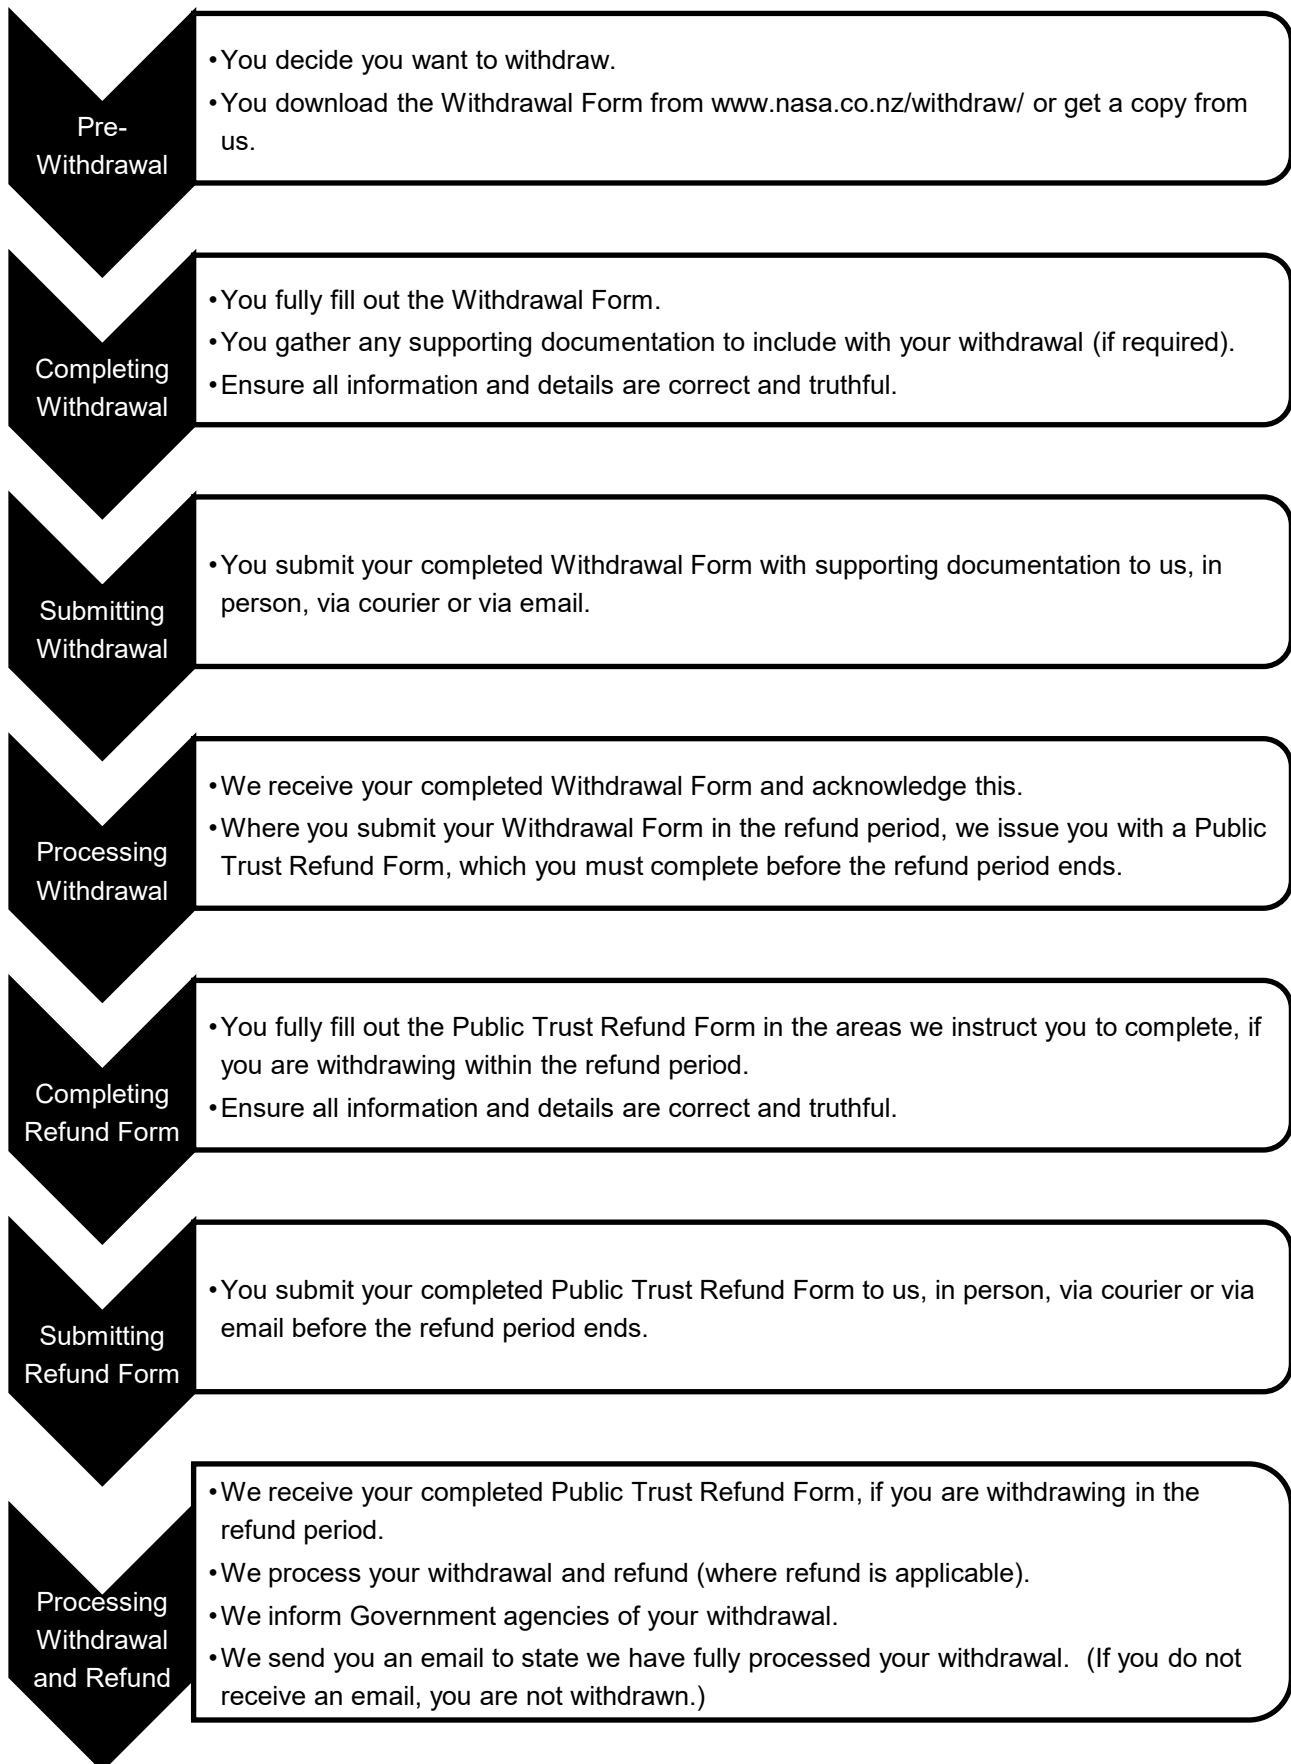 Pre-
Withdrawal
•You decide you want to withdraw.
•You download the Withdrawal Form from www.nasa.co.nz/withdraw/ or get a copy from
us.
Completing
Withdrawal
•You fully fill out the Withdrawal Form.
•You gather any supporting documentation to include with your withdrawal (if required).
•Ensure all information and details are correct and truthful.
Submitting
Withdrawal
•You submit your completed Withdrawal Form with supporting documentation to us, in
person, via courier or via email.
Processing
Withdrawal
•We receive your completed Withdrawal Form and acknowledge this.
•Where you submit your Withdrawal Form in the refund period, we issue you with a Public
Trust Refund Form, which you must complete before the refund period ends.
Completing
Refund Form
•You fully fill out the Public Trust Refund Form in the areas we instruct you to complete, if
you are withdrawing within the refund period.
•Ensure all information and details are correct and truthful.
Submitting
Refund Form
•You submit your completed Public Trust Refund Form to us, in person, via courier or via
email before the refund period ends.
Processing
Withdrawal
and Refund
•We receive your completed Public Trust Refund Form, if you are withdrawing in the
refund period.
•We process your withdrawal and refund (where refund is applicable).
•We inform Government agencies of your withdrawal.
•We send you an email to state we have fully processed your withdrawal.  (If you do not
receive an email, you are not withdrawn.)